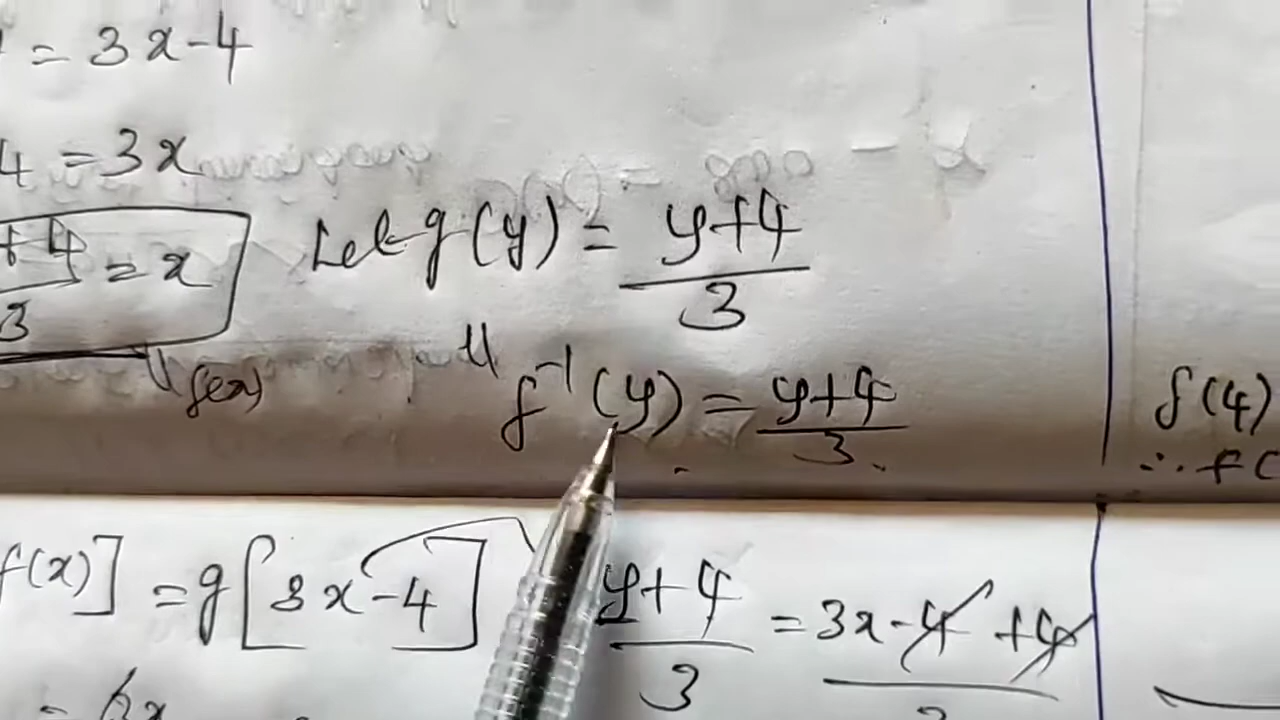 = 3x-4
4 = 3x
+4 = x
3
Let g(y) = y+4
3
f(x)
f⁻¹(y) = y+4
3
f(4)
∴ f(
f(x)] = g[3x-4] y+4 = 3x-4+4
3